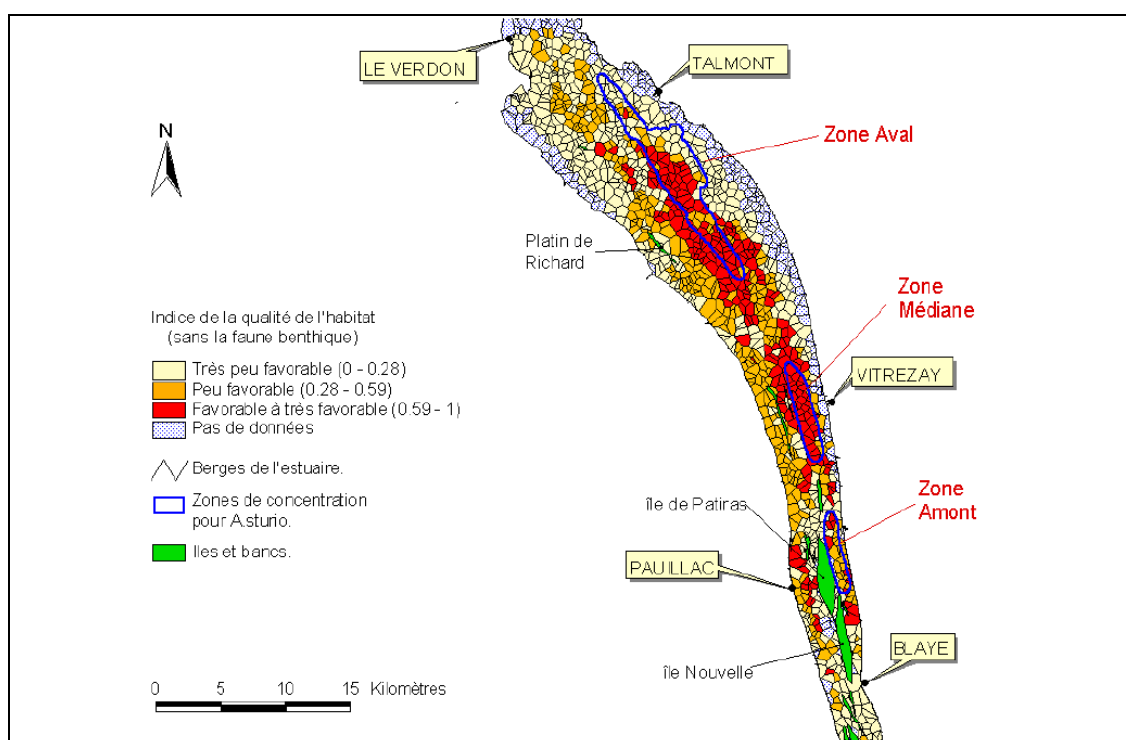 LE VERDON
TALMONT
N
Zone Aval
Platin de
Richard
Zone
Médiane
Indice de la qualité de l'habitat
(sans la faune benthique)
Très peu favorable (0 - 0.28)
Peu favorable (0.28 - 0.59)
Favorable à très favorable (0.59 - 1)
Pas de données
VITREZAY
Berges de l'estuaire.
Zones de concentration
pour A.sturio.
Zone
Amont
île de Patiras
Iles et bancs.
PAUILLAC
BLAYE
île Nouvelle
0 5 10 15 Kilomètres